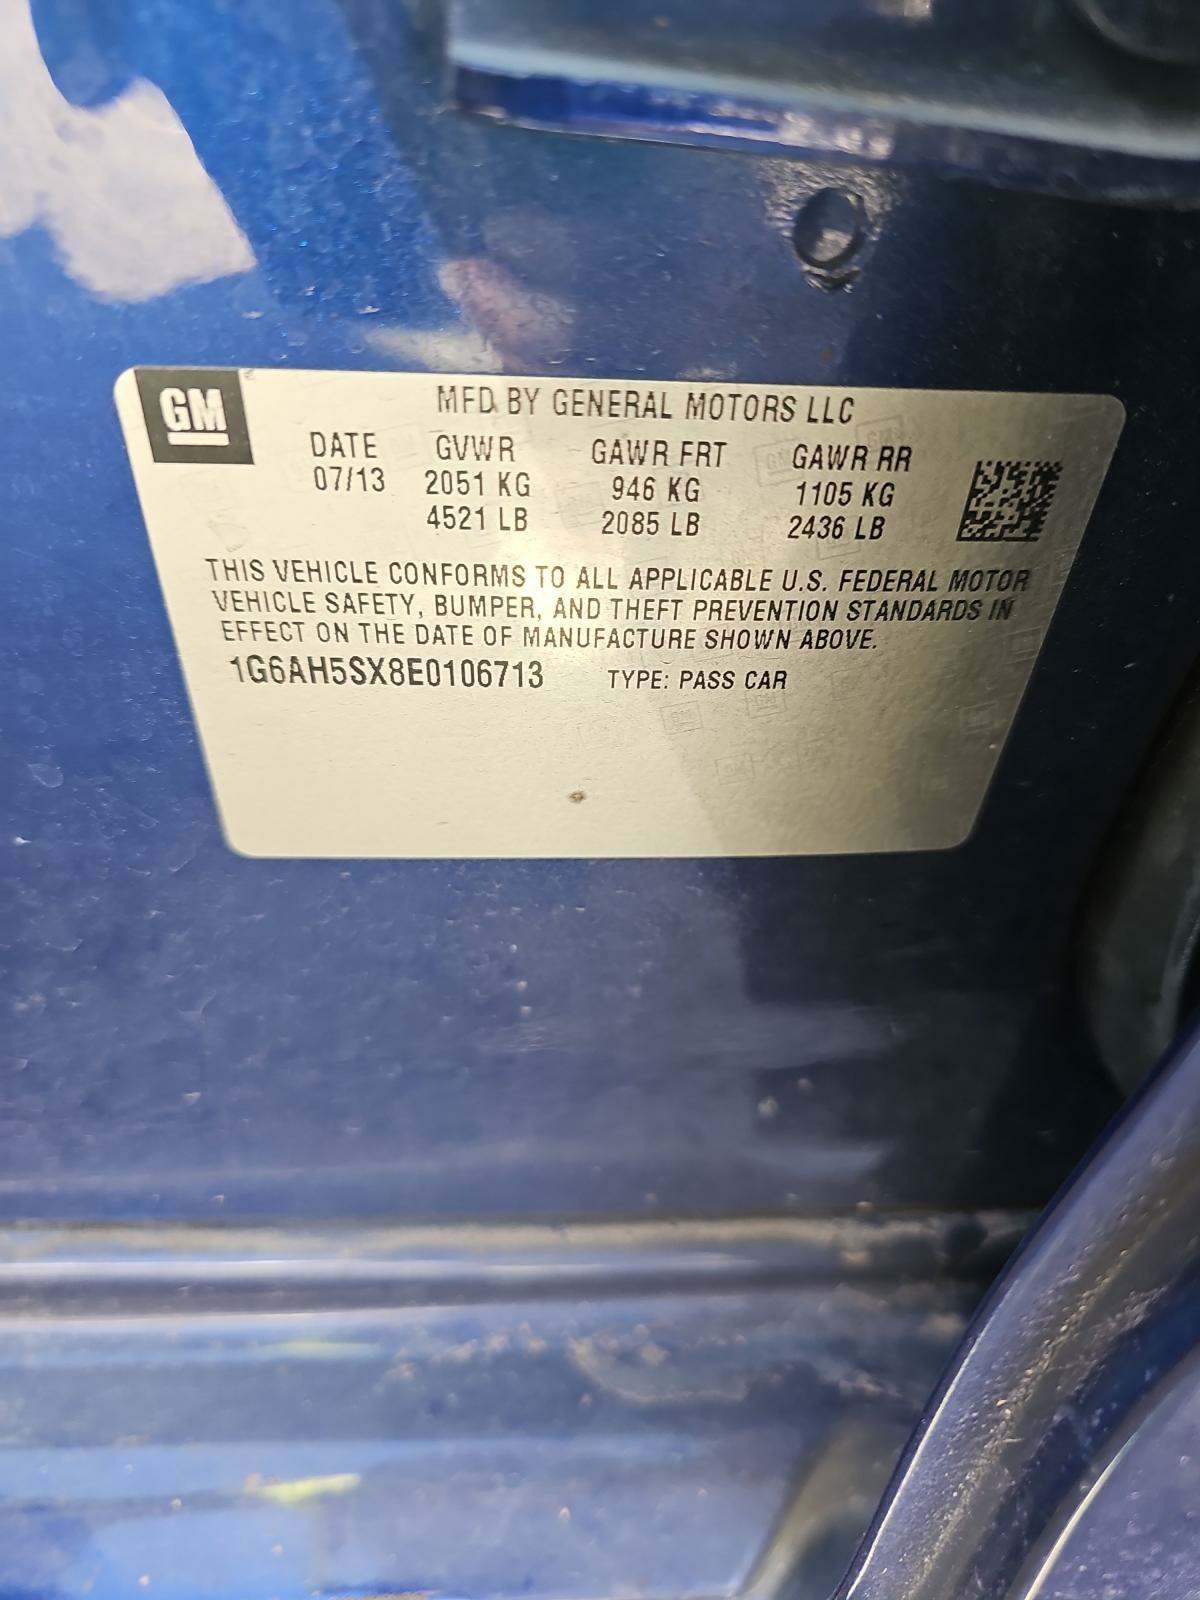 GM
MFD BY GENERAL MOTORS LLC
DATE GVWR GAWR FRT GAWR RR
07/13 2051 KG 946 KG 1105 KG
4521 LB 2085 LB 2436 LB
THIS VEHICLE CONFORMS TO ALL APPLICABLE U.S. FEDERAL MOTOR
VEHICLE SAFETY, BUMPER, AND THEFT PREVENTION STANDARDS IN
EFFECT ON THE DATE OF MANUFACTURE SHOWN ABOVE.
1G6AH5SX8E0106713 TYPE: PASS CAR